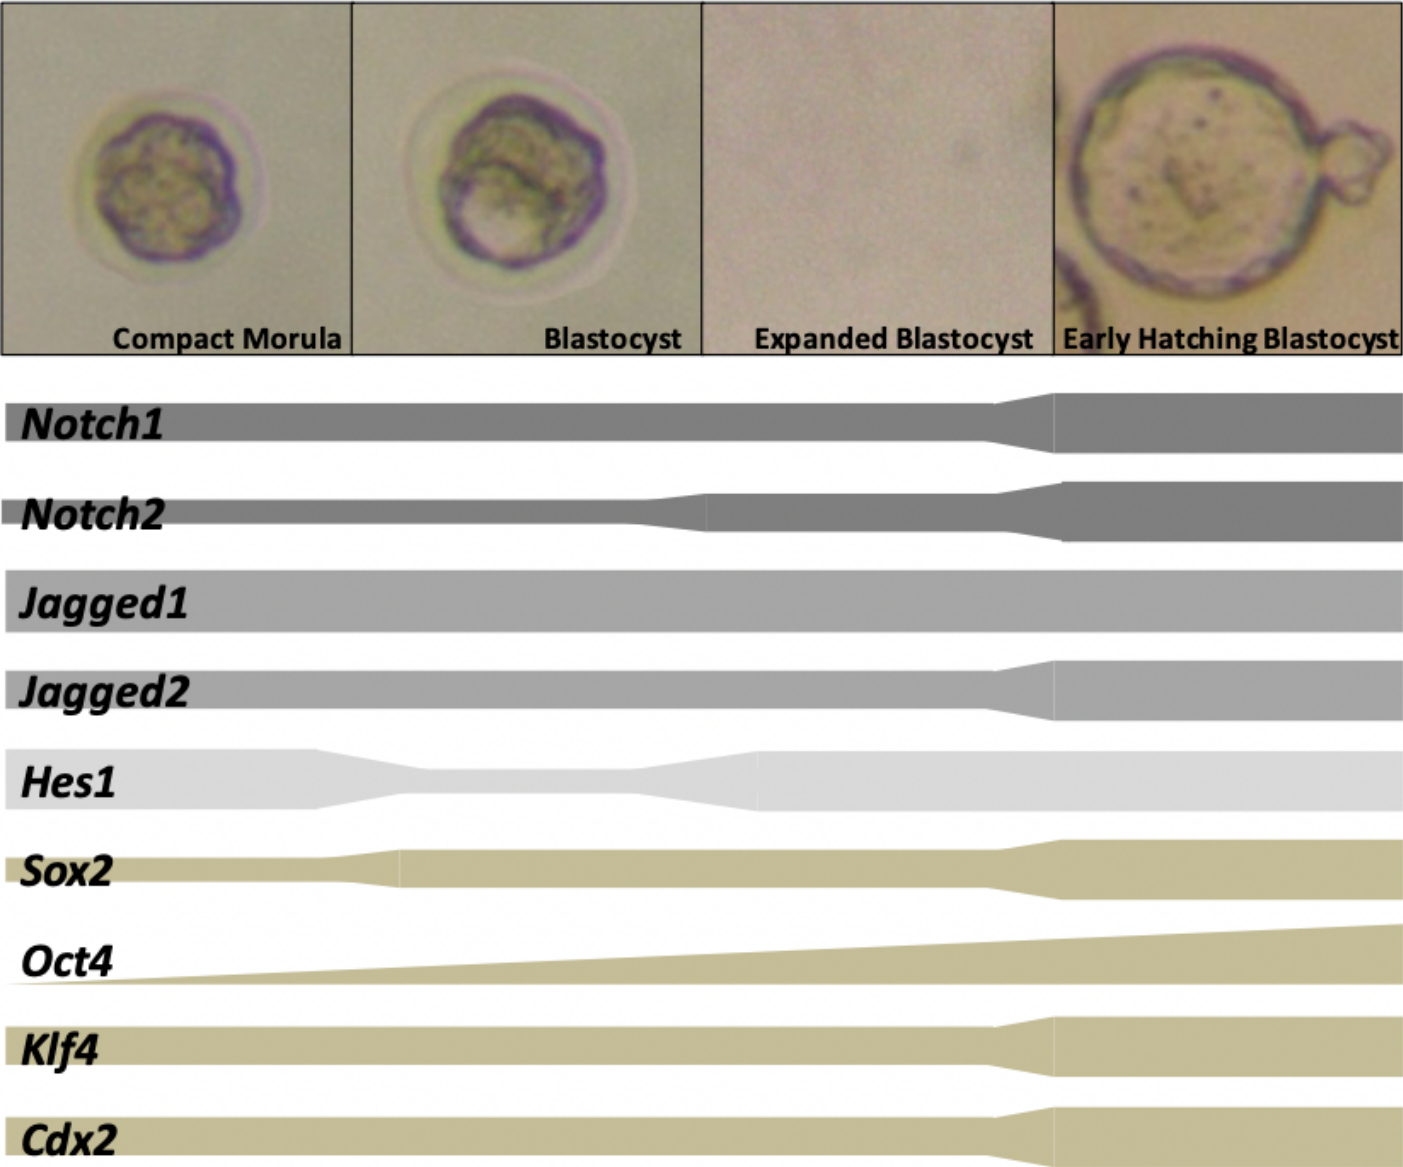 Compact Morula
Blastocyst
Expanded Blastocyst
Early Hatching Blastocyst
Notch1
Notch2
Jagged1
Jagged2
Hes1
Sox2
Oct4
Klf4
Cdx2